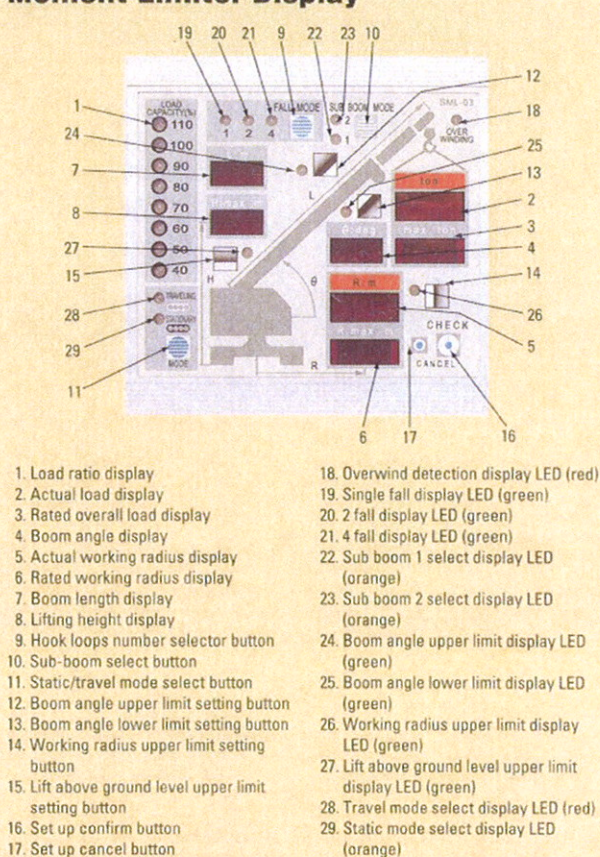 Moment Limiter Display
19 20 21 9 22 23 10
LOAD
CAPACITY(%)
FALL MODE
SUB BOOM MODE
SML-03
1
110
1 2 4
2
1
OVER
WINDING
12
18
24
100
25
7
90
L
ton
13
80
2
8
70
H.max m
60
θ:deg
max ton
3
27
50
4
15
40
H
θ
R:m
14
28
TRAVELING
26
29
STATIONARY
CHECK
5
R.max m
11
MODE
R
CANCEL
6 17 16
1. Load ratio display
2. Actual load display
3. Rated overall load display
4. Boom angle display
5. Actual working radius display
6. Rated working radius display
7. Boom length display
8. Lifting height display
9. Hook loops number selector button
10. Sub-boom select button
11. Static/travel mode select button
12. Boom angle upper limit setting button
13. Boom angle lower limit setting button
14. Working radius upper limit setting
button
15. Lift above ground level upper limit
setting button
16. Set up confirm button
17. Set up cancel button
18. Overwind detection display LED (red)
19. Single fall display LED (green)
20. 2 fall display LED (green)
21. 4 fall display LED (green)
22. Sub boom 1 select display LED
(orange)
23. Sub boom 2 select display LED
(orange)
24. Boom angle upper limit display LED
(green)
25. Boom angle lower limit display LED
(green)
26. Working radius upper limit display
LED (green)
27. Lift above ground level upper limit
display LED (green)
28. Travel mode select display LED (red)
29. Static mode select display LED
(orange)